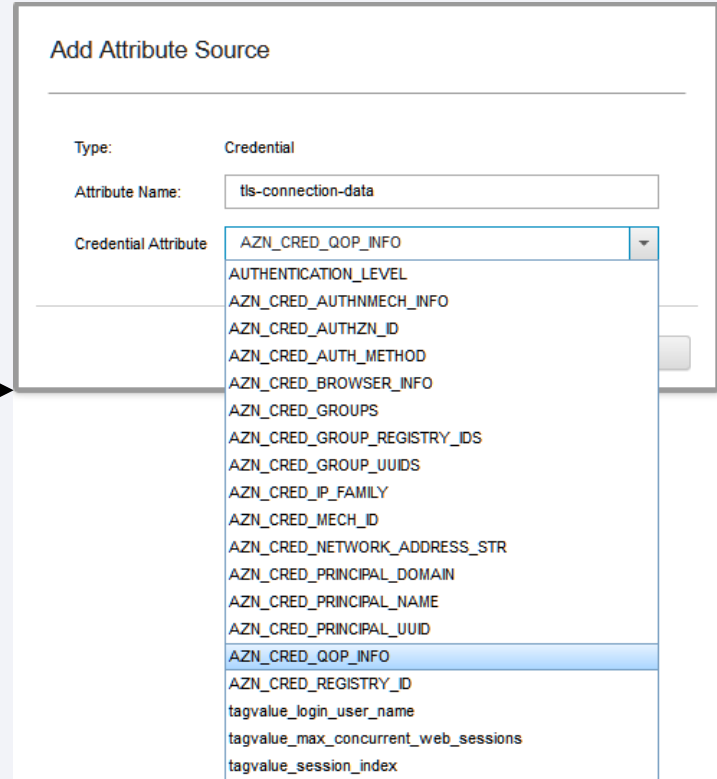 Add Attribute Source
Type: Credential
Attribute Name: tls-connection-data
Credential Attribute AZN_CRED_QOP_INFO
AUTHENTICATION_LEVEL
AZN_CRED_AUTHNMECH_INFO
AZN_CRED_AUTHZN_ID
AZN_CRED_AUTH_METHOD
AZN_CRED_BROWSER_INFO
AZN_CRED_GROUPS
AZN_CRED_GROUP_REGISTRY_IDS
AZN_CRED_GROUP_UUIDS
AZN_CRED_IP_FAMILY
AZN_CRED_MECH_ID
AZN_CRED_NETWORK_ADDRESS_STR
AZN_CRED_PRINCIPAL_DOMAIN
AZN_CRED_PRINCIPAL_NAME
AZN_CRED_PRINCIPAL_UUID
AZN_CRED_QOP_INFO
AZN_CRED_REGISTRY_ID
tagvalue_login_user_name
tagvalue_max_concurrent_web_sessions
tagvalue_session_index